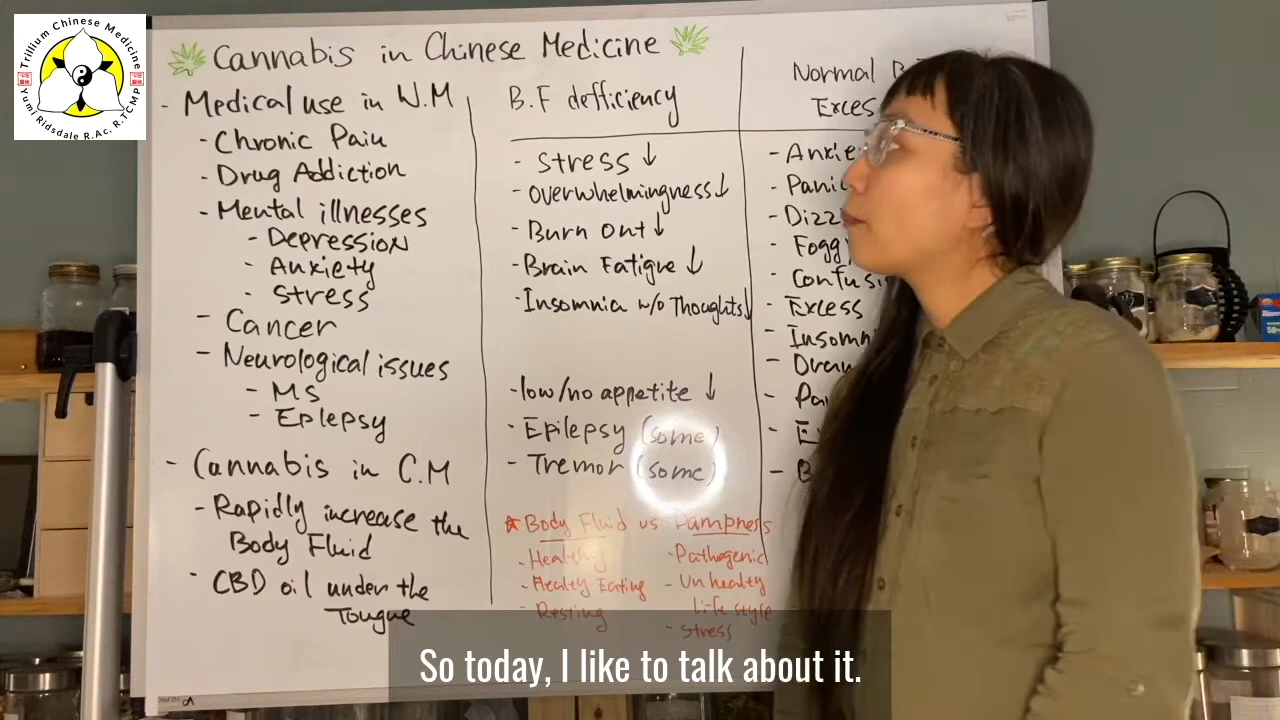 Trillium Chinese Medicine
Yumi Ridsdale R.Ac. R.TCMP
Cannabis in Chinese Medicine
- Medical use in W.M
- Chronic Pain
- Drug Addiction
- Mental illnesses
- Depression
- Anxiety
- Stress
- Cancer
- Neurological issues
- MS
- Epilepsy
- Cannabis in C.M
- Rapidly increase the
Body Fluid
- CBD oil under the
Tongue
B.F defficiency
- Stress ↓
- overwhelmingness ↓
- Burn Out ↓
- Brain Fatigue ↓
- Insomnia w/o Thoughts ↓
- low/no appetite ↓
- Epilepsy (some)
- Tremor (some)
* Body Fluid vs Dampness
- Healthy
- Healty Eating
- Resting
- Pathogenic
- Unhealty
life style
- Stress
Normal B.
Exces
- Anxie
- Panic
- Dizz
- Foggy
- Confusi
- Excess
- Insomn
- Dream
- Pa
- E
- B
So today, I like to talk about it.